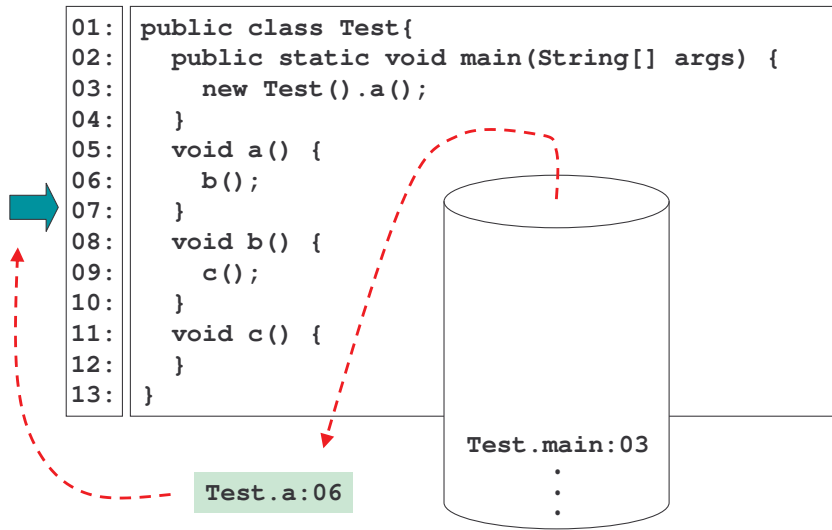 01: public class Test{
02:   public static void main(String[] args) {
03:     new Test().a();
04:   }
05:   void a() {
06:     b();
07:   }
08:   void b() {
09:     c();
10:   }
11:   void c() {
12:   }
13: }
Test.main:03
.
.
.
Test.a:06